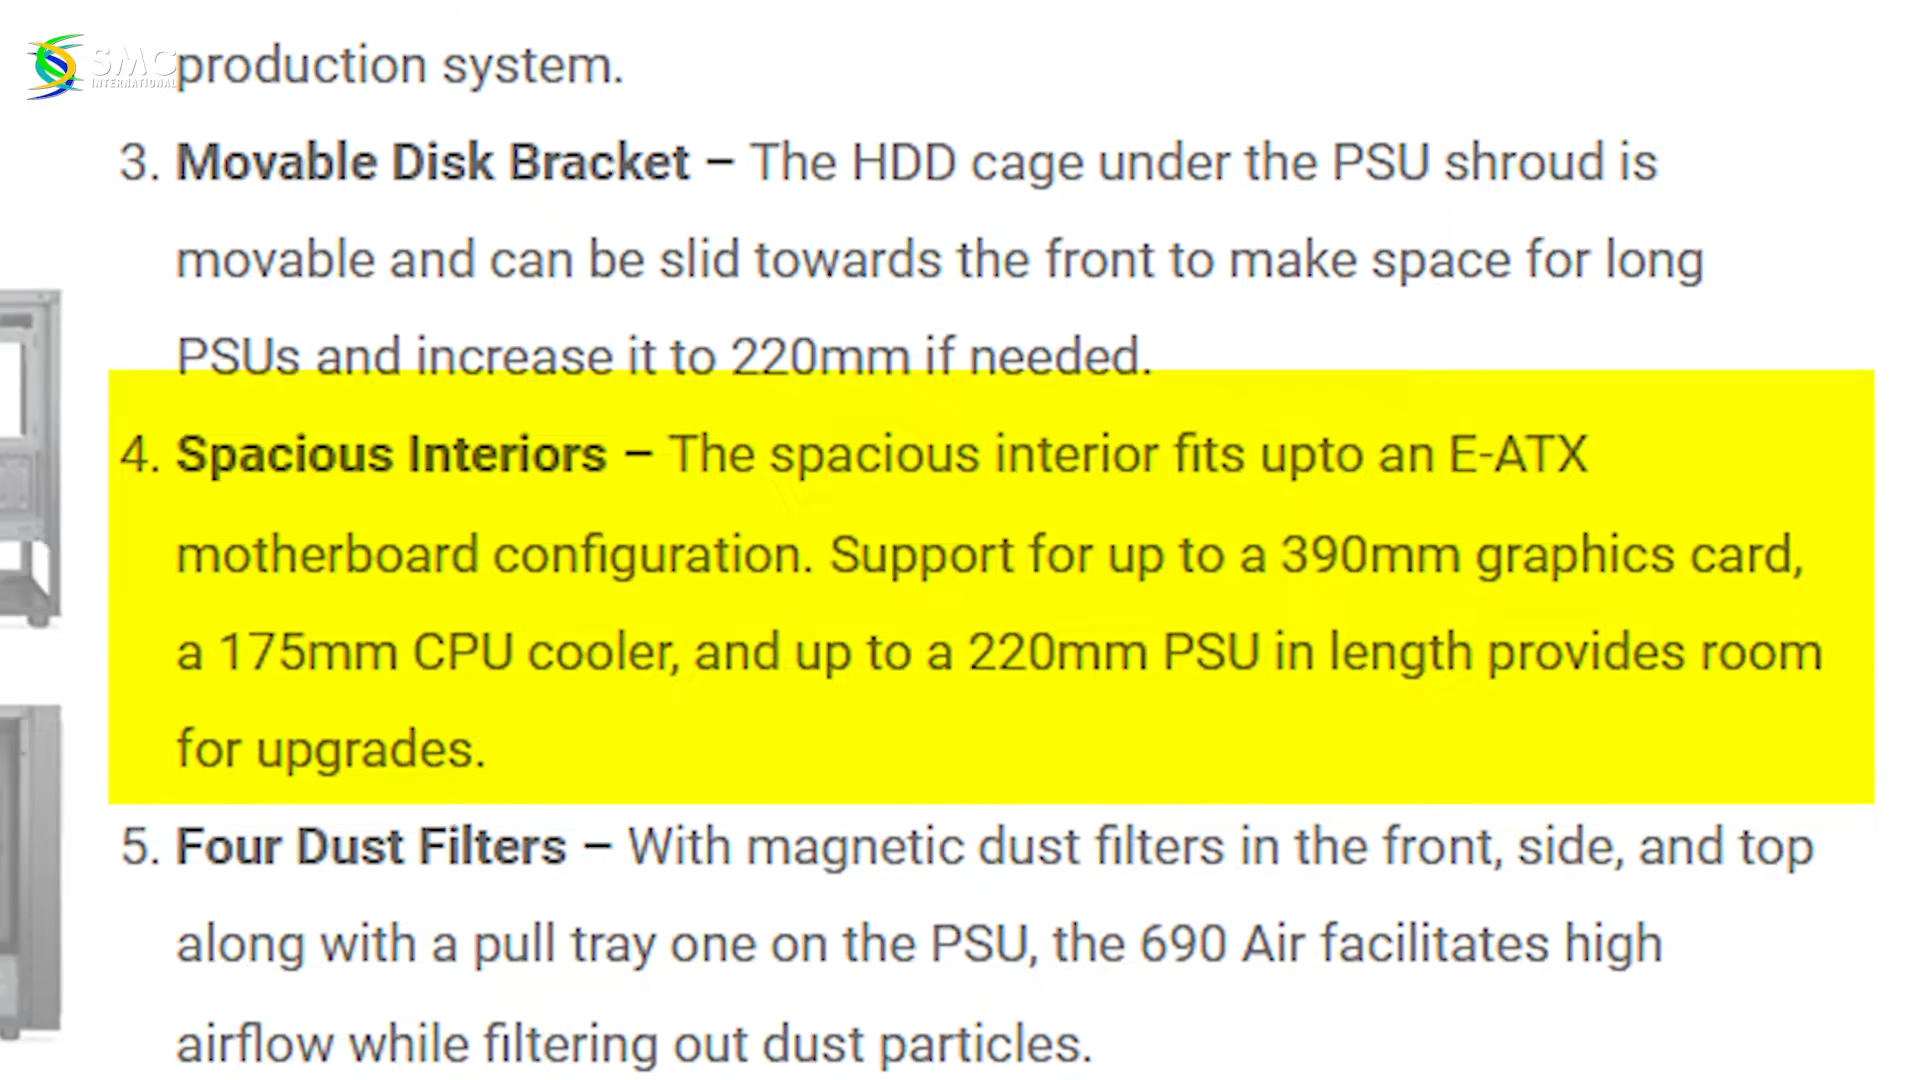 SMC
INTERNATIONAL
production system.
3. Movable Disk Bracket – The HDD cage under the PSU shroud is
movable and can be slid towards the front to make space for long
PSUs and increase it to 220mm if needed.
4. Spacious Interiors – The spacious interior fits upto an E-ATX
motherboard configuration. Support for up to a 390mm graphics card,
a 175mm CPU cooler, and up to a 220mm PSU in length provides room
for upgrades.
5. Four Dust Filters – With magnetic dust filters in the front, side, and top
along with a pull tray one on the PSU, the 690 Air facilitates high
airflow while filtering out dust particles.